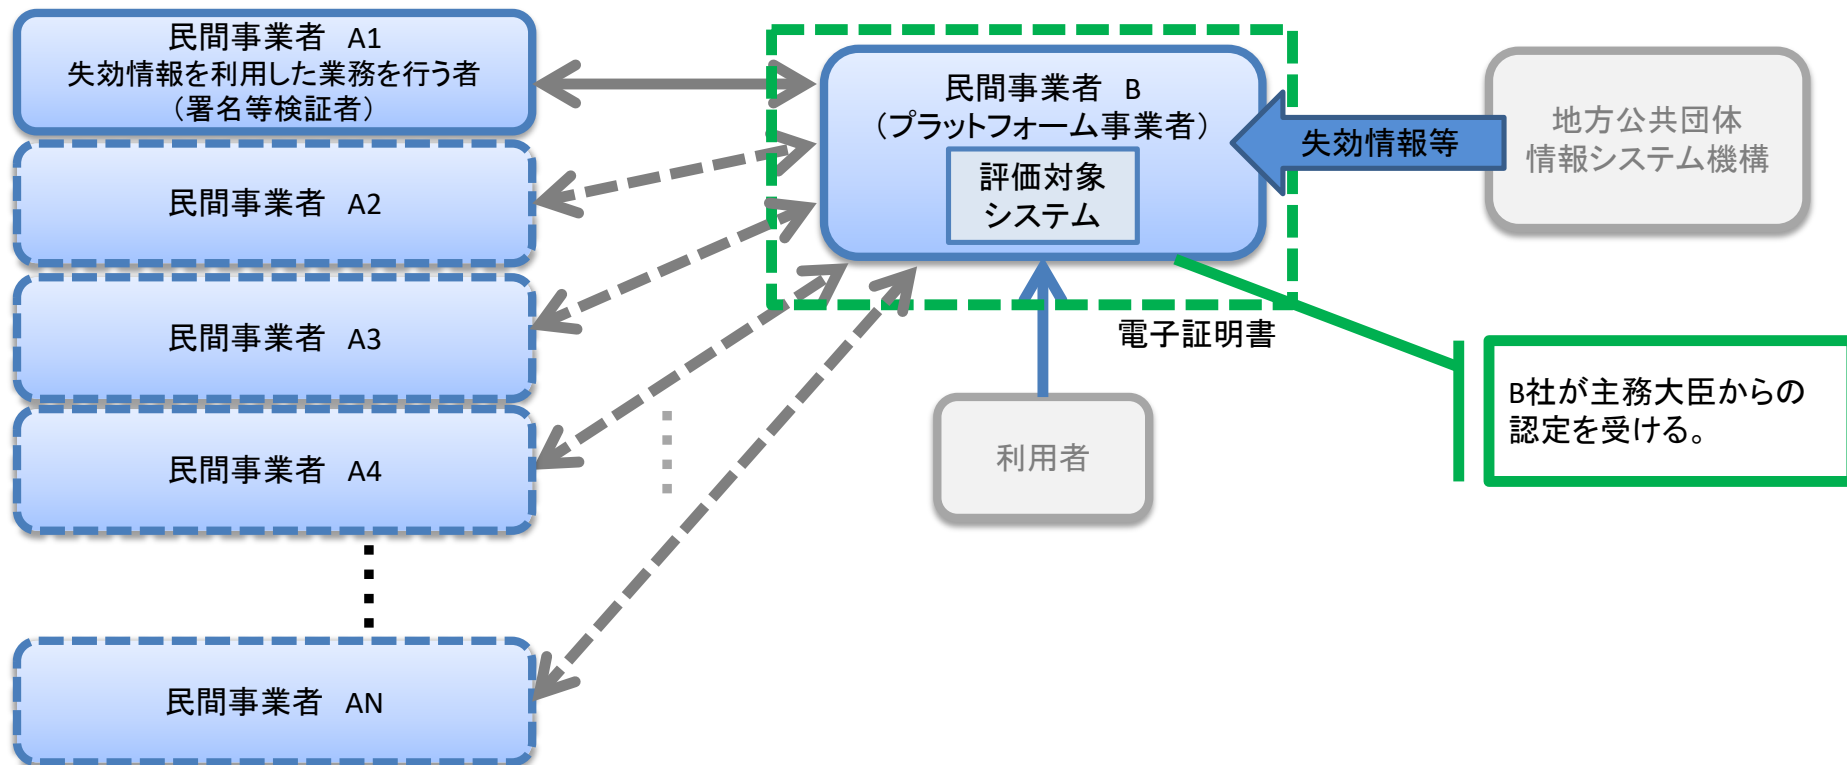 民間事業者 A1
失効情報を利用した業務を行う者
（署名等検証者）
民間事業者 A2
民間事業者 A3
民間事業者 A4
民間事業者 AN
民間事業者 B
（プラットフォーム事業者）
評価対象
システム
失効情報等
地方公共団体
情報システム機構
電子証明書
利用者
B社が主務大臣からの
認定を受ける。